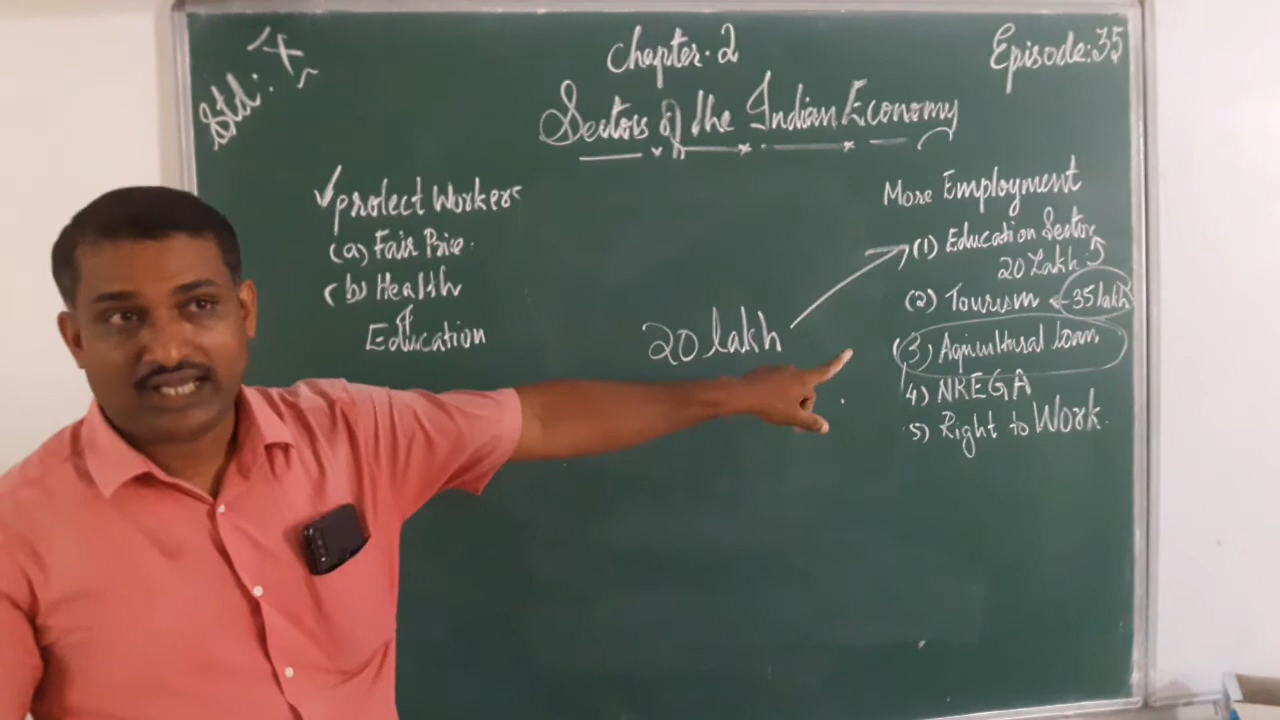 Std: X
Chapter. 2
Episode: 35
Sectors of the Indian Economy
✓ protect Workers
(a) Fair Price.
(b) Health
Education
20 lakh
More Employment
(1) Education Sector
20 Lakh
(2) Tourism 35 lakh
(3) Agricultural loan
4) NREGA
5) Right to Work.